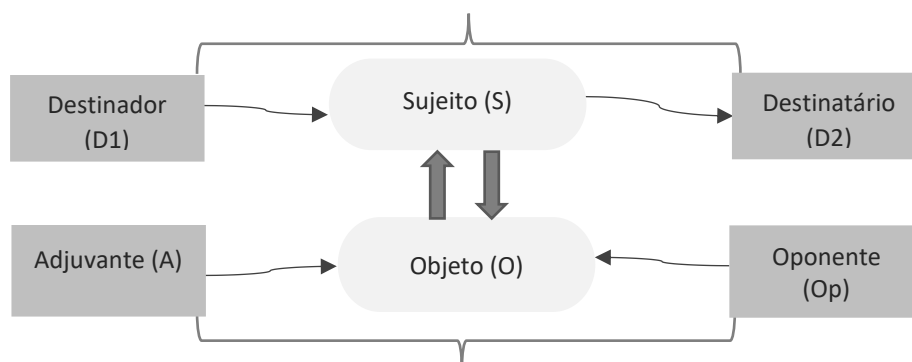 Destinador
(D1)
Sujeito (S)
Destinatário
(D2)
Adjuvante (A)
Objeto (O)
Oponente
(Op)